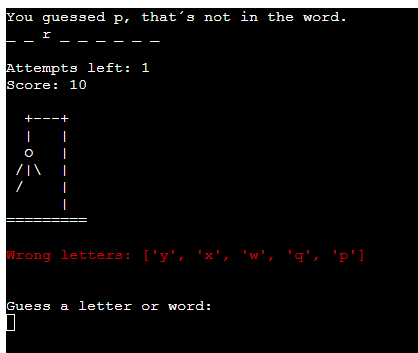 You guessed p, that´s not in the word.
_ _ r _ _ _ _ _ _
Attempts left: 1
Score: 10
  +---+
  |   |
  O   |
 /|\  |
 /    |
      |
=========
Wrong letters: ['y', 'x', 'w', 'q', 'p']
Guess a letter or word: